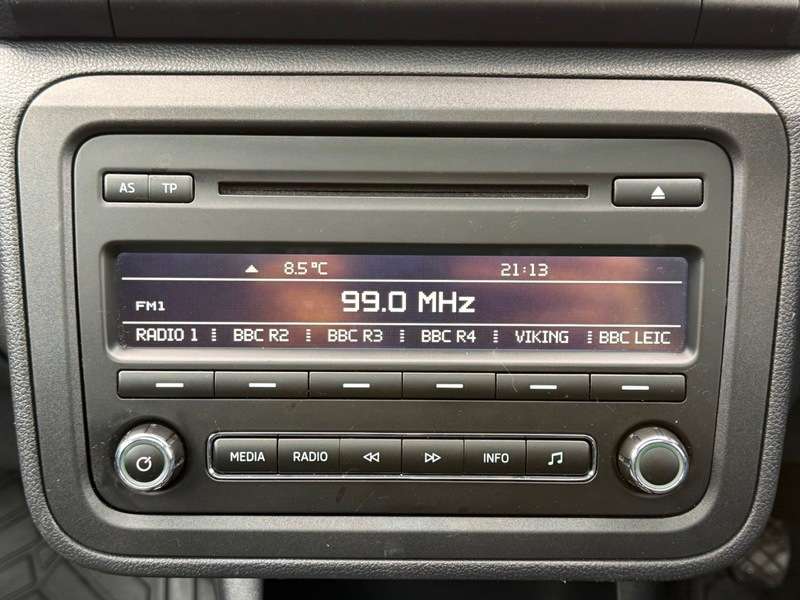 AS TP
8.5°C 21:13
FM1 99.0 MHz
RADIO 1 BBC R2 BBC R3 BBC R4 VIKING BBC LEIC
MEDIA RADIO INFO